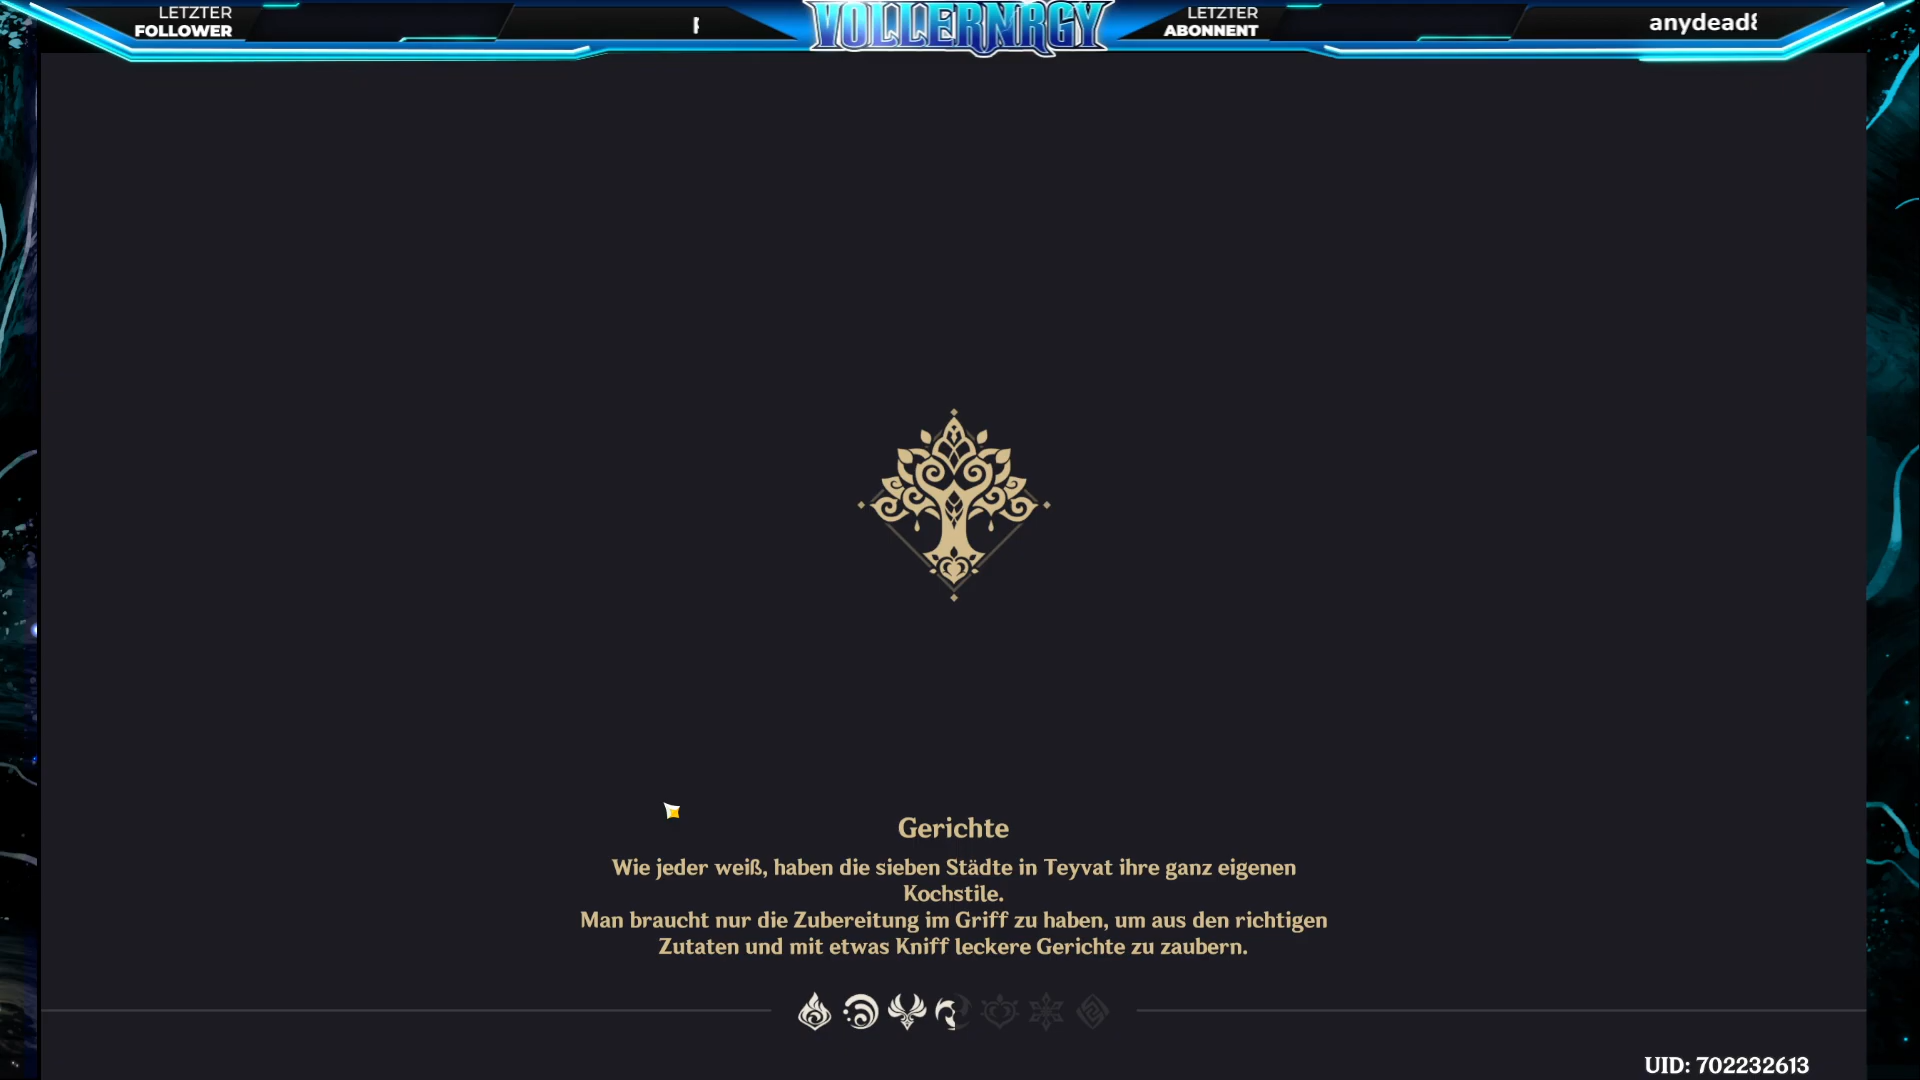 LETZTER
FOLLOWER
VOLLERNRGY
LETZTER
ABONNENT
Gerichte
Wie jeder weiß, haben die sieben Städte in Teyvat ihre ganz eigenen
Kochstile.
Man braucht nur die Zubereitung im Griff zu haben, um aus den richtigen
Zutaten und mit etwas Kniff leckere Gerichte zu zaubern.
UID: 702232613